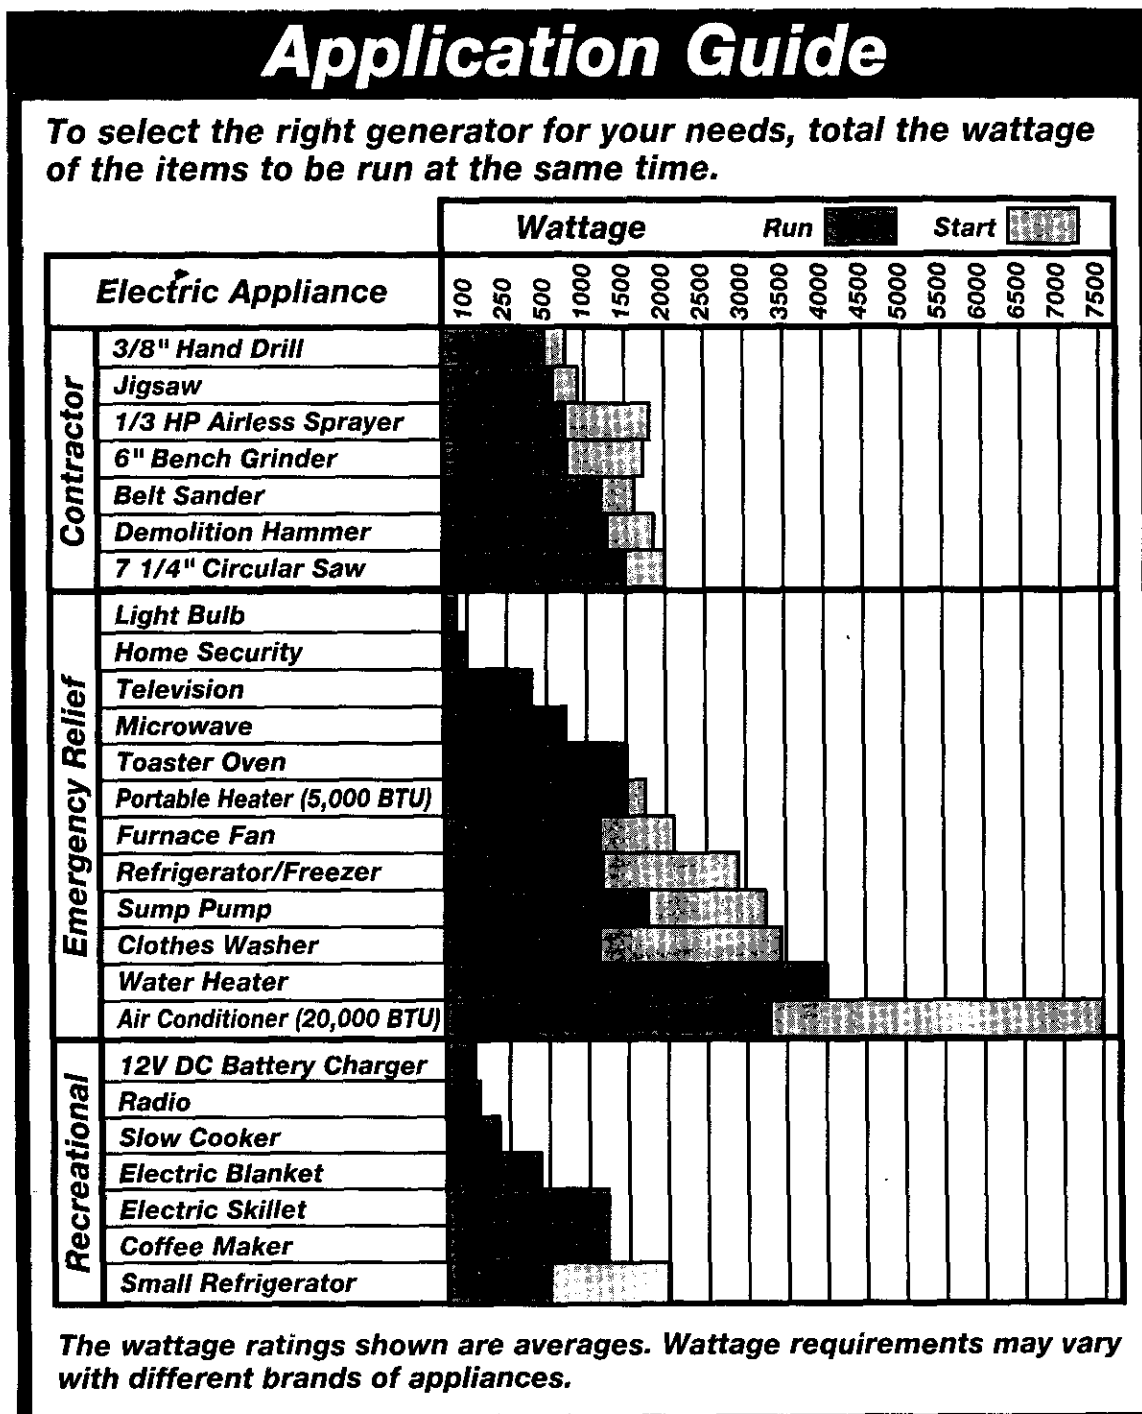 Application Guide
To select the right generator for your needs, total the wattage
of the items to be run at the same time.
Wattage Run Start
Electric Appliance 100 250 500 1000 1500 2000 2500 3000 3500 4000 4500 5000 5500 6000 6500 7000 7500
Contractor
3/8" Hand Drill
Jigsaw
1/3 HP Airless Sprayer
6" Bench Grinder
Belt Sander
Demolition Hammer
7 1/4" Circular Saw
Emergency Relief
Light Bulb
Home Security
Television
Microwave
Toaster Oven
Portable Heater (5,000 BTU)
Furnace Fan
Refrigerator/Freezer
Sump Pump
Clothes Washer
Water Heater
Air Conditioner (20,000 BTU)
Recreational
12V DC Battery Charger
Radio
Slow Cooker
Electric Blanket
Electric Skillet
Coffee Maker
Small Refrigerator
The wattage ratings shown are averages. Wattage requirements may vary
with different brands of appliances.